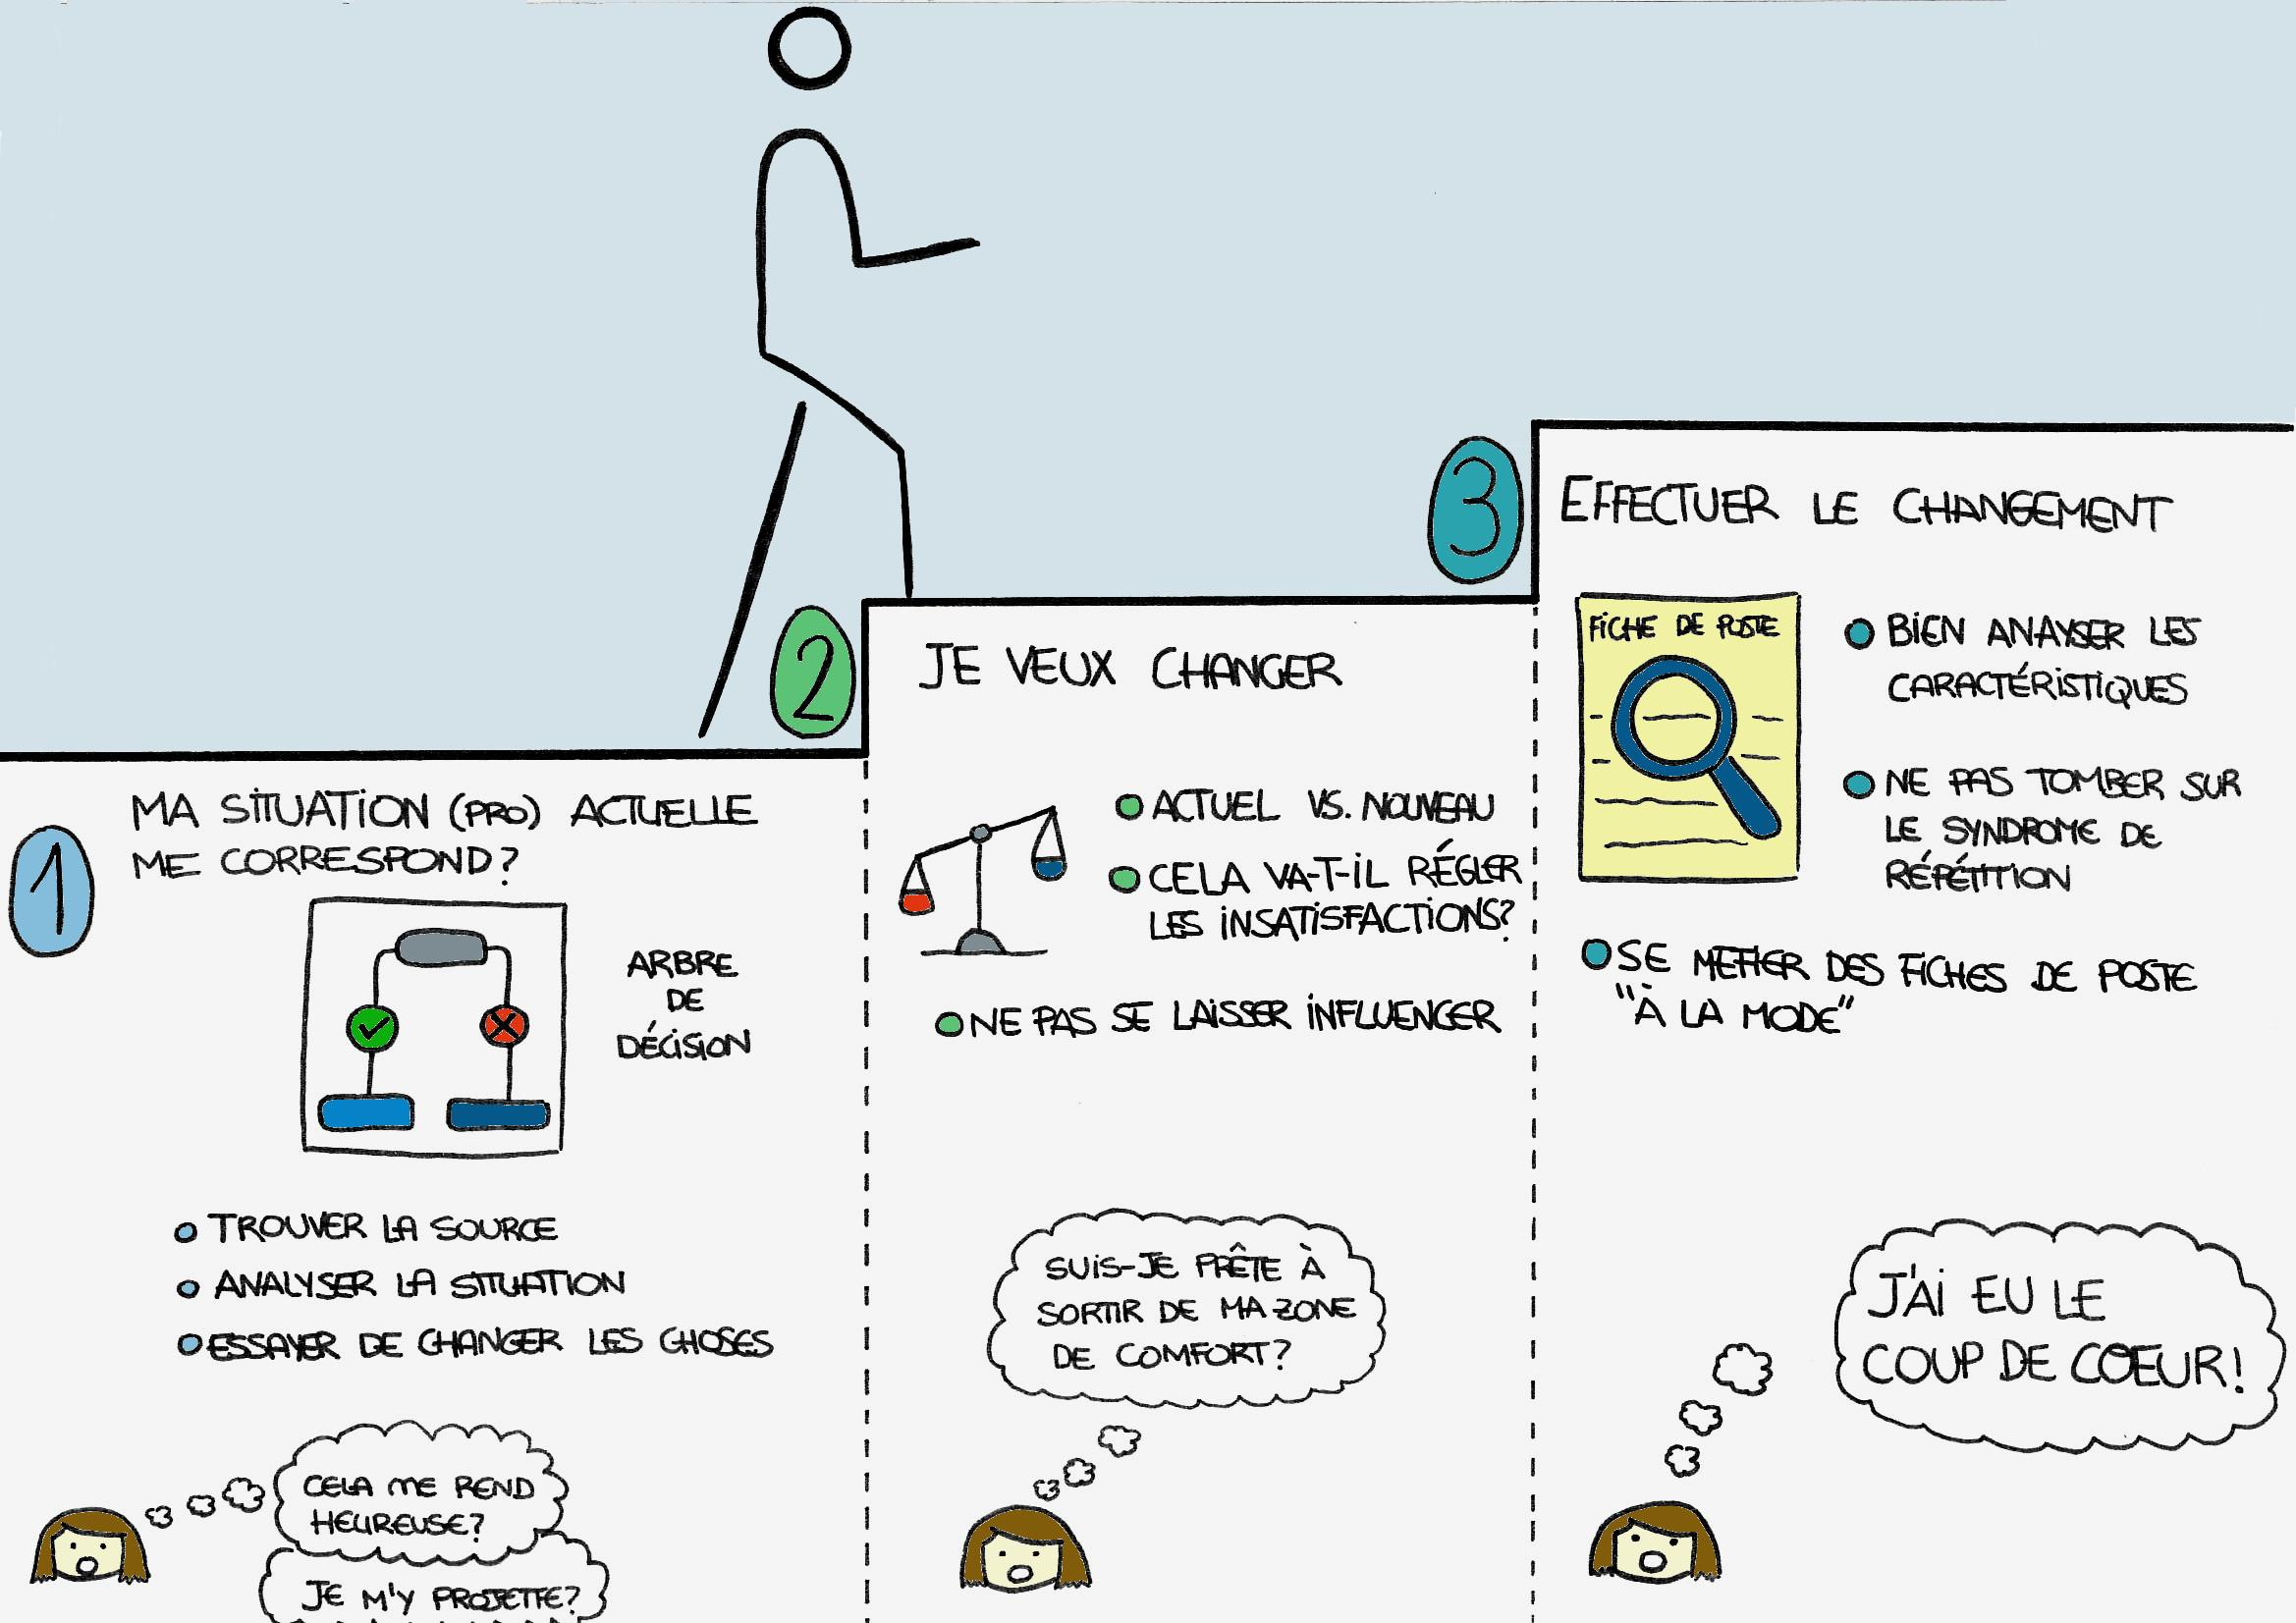 1
MA SITUATION (PRO) ACTUELLE
ME CORRESPOND?
ARBRE
DE
DÉCISION
TROUVER LA SOURCE
ANALYSER LA SITUATION
ESSAYER DE CHANGER LES CHOSES
CELA ME REND
HEUREUSE?
JE M'Y PROJETTE?
2
JE VEUX CHANGER
ACTUEL VS. NOUVEAU
CELA VA-T-IL RÉGLER
LES INSATISFACTIONS?
NE PAS SE LAISSER INFLUENCER
SUIS-JE PRÊTE À
SORTIR DE MA ZONE
DE COMFORT?
3
EFFECTUER LE CHANGEMENT
FICHE DE POSTE
BIEN ANAYSER LES
CARACTÉRISTIQUES
NE PAS TOMBER SUR
LE SYNDROME DE
RÉPÉTITION
SE MEFIER DES FICHES DE POSTE
"À LA MODE"
J'AI EU LE
COUP DE COEUR!